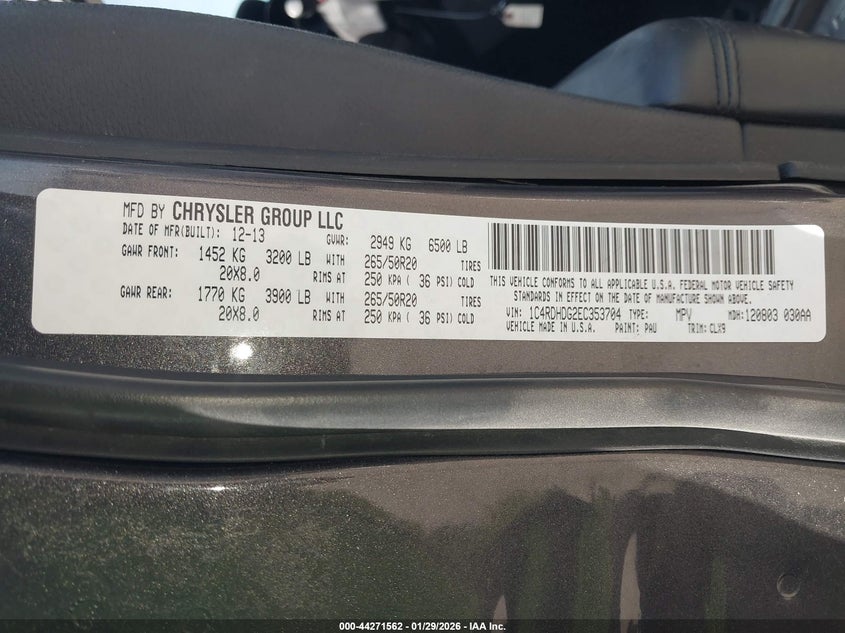 MFD BY CHRYSLER GROUP LLC
DATE OF MFR(BUILT): 12-13 GVWR: 2949 KG 6500 LB
GAWR FRONT: 1452 KG 3200 LB WITH 265/50R20 TIRES
20X8.0 RIMS AT 250 KPA ( 36 PSI) COLD
GAWR REAR: 1770 KG 3900 LB WITH 265/50R20 TIRES
20X8.0 RIMS AT 250 KPA ( 36 PSI) COLD
THIS VEHICLE CONFORMS TO ALL APPLICABLE U.S.A. FEDERAL MOTOR VEHICLE SAFETY
STANDARDS IN EFFECT ON THE DATE OF MANUFACTURE SHOWN ABOVE.
VIN: 1C4RDHDG2EC353704 TYPE: MPV MDH: 120803 030AA
VEHICLE MADE IN U.S.A. PAINT: PAU TRIM: CLX9
000-44271562 | 01/29/2026 - IAA Inc.